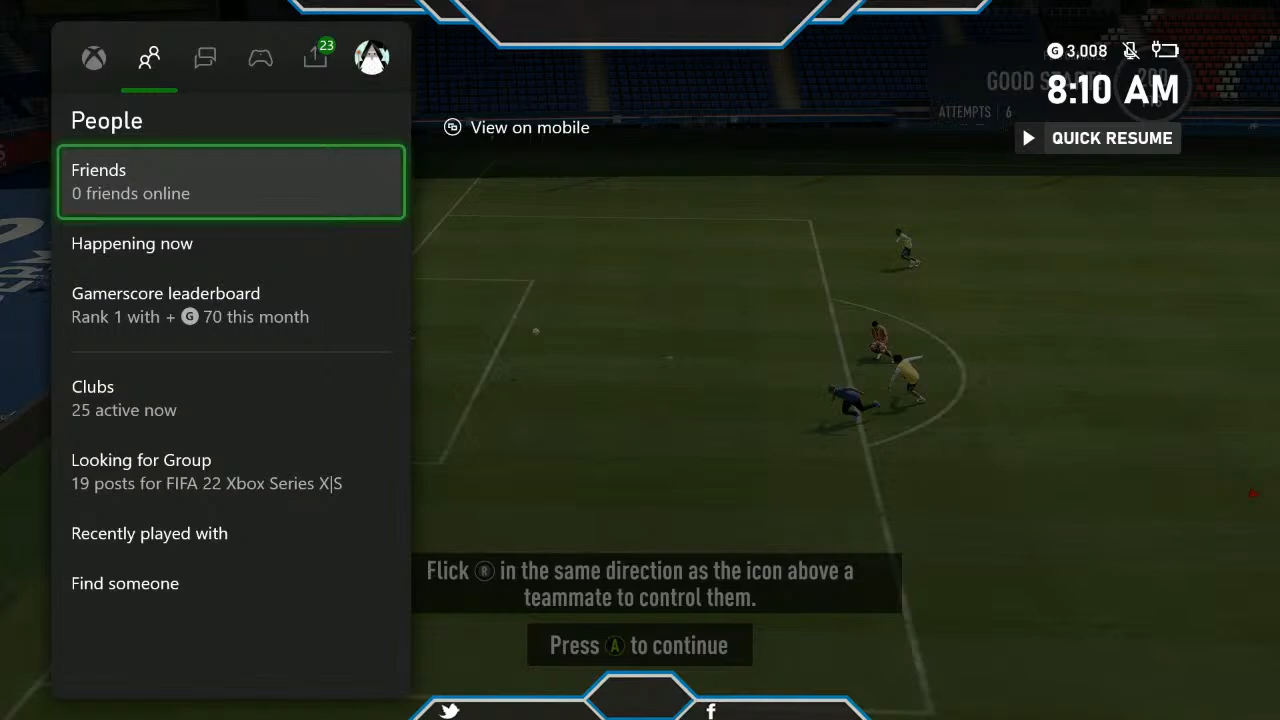 23
People
Friends
0 friends online
Happening now
Gamerscore leaderboard
Rank 1 with + G 70 this month
Clubs
25 active now
Looking for Group
19 posts for FIFA 22 Xbox Series X|S
Recently played with
Find someone
View on mobile
G 3,008
8:10 AM
QUICK RESUME
ATTEMPTS | 6
Flick R in the same direction as the icon above a
teammate to control them.
Press A to continue